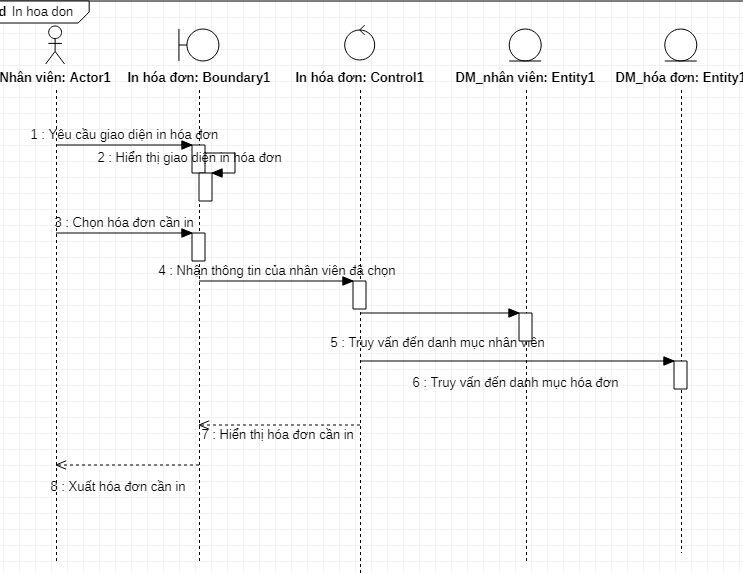 d In hoa don
Nhân viên: Actor1
In hóa đơn: Boundary1
In hóa đơn: Control1
DM_nhân viên: Entity1
DM_hóa đơn: Entity1
1 : Yêu cầu giao diện in hóa đơn
2 : Hiển thị giao diện in hóa đơn
3 : Chọn hóa đơn cần in
4 : Nhận thông tin của nhân viên đã chọn
5 : Truy vấn đến danh mục nhân viên
6 : Truy vấn đến danh mục hóa đơn
7 : Hiển thị hóa đơn cần in
8 : Xuất hóa đơn cần in